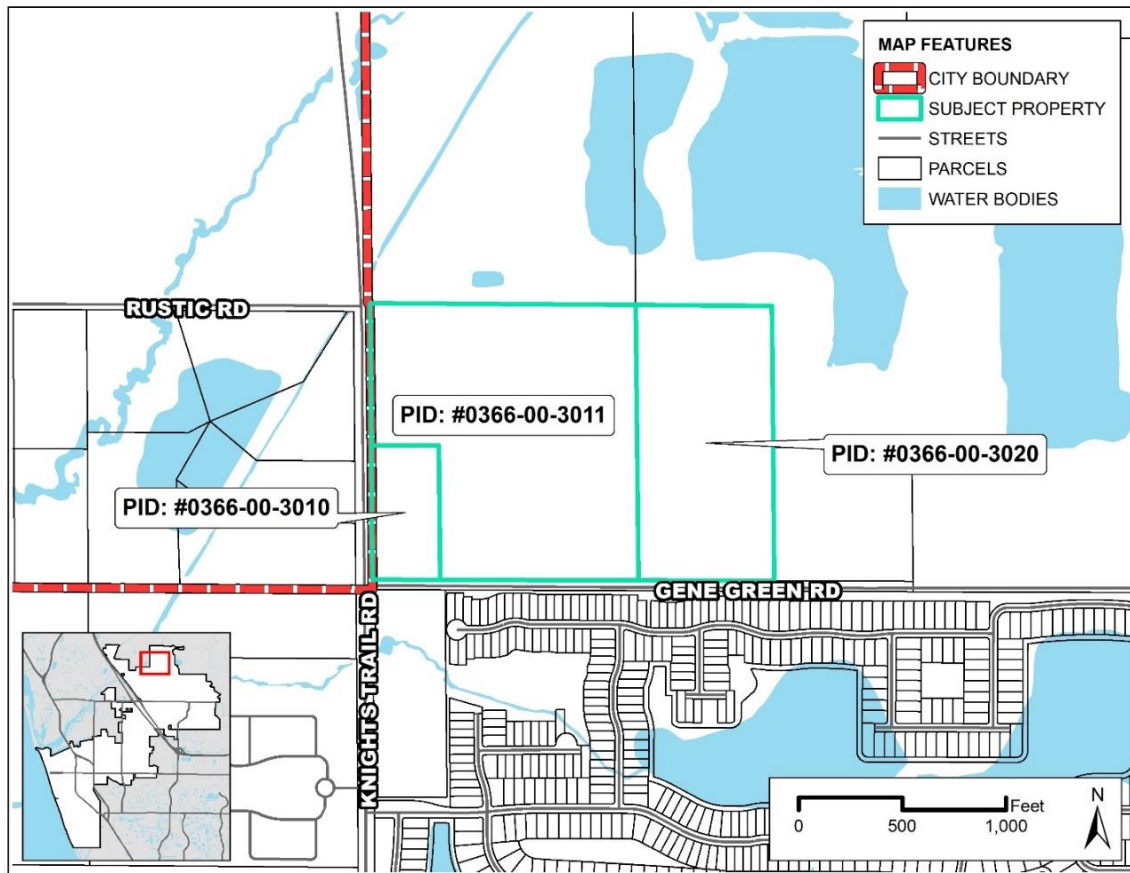 MAP FEATURES
CITY BOUNDARY
SUBJECT PROPERTY
STREETS
PARCELS
WATER BODIES
RUSTIC RD
PID: #0366-00-3011
PID: #0366-00-3020
PID: #0366-00-3010
GENE GREEN RD
KNIGHTS TRAIL RD
Feet
0 500 1,000
N